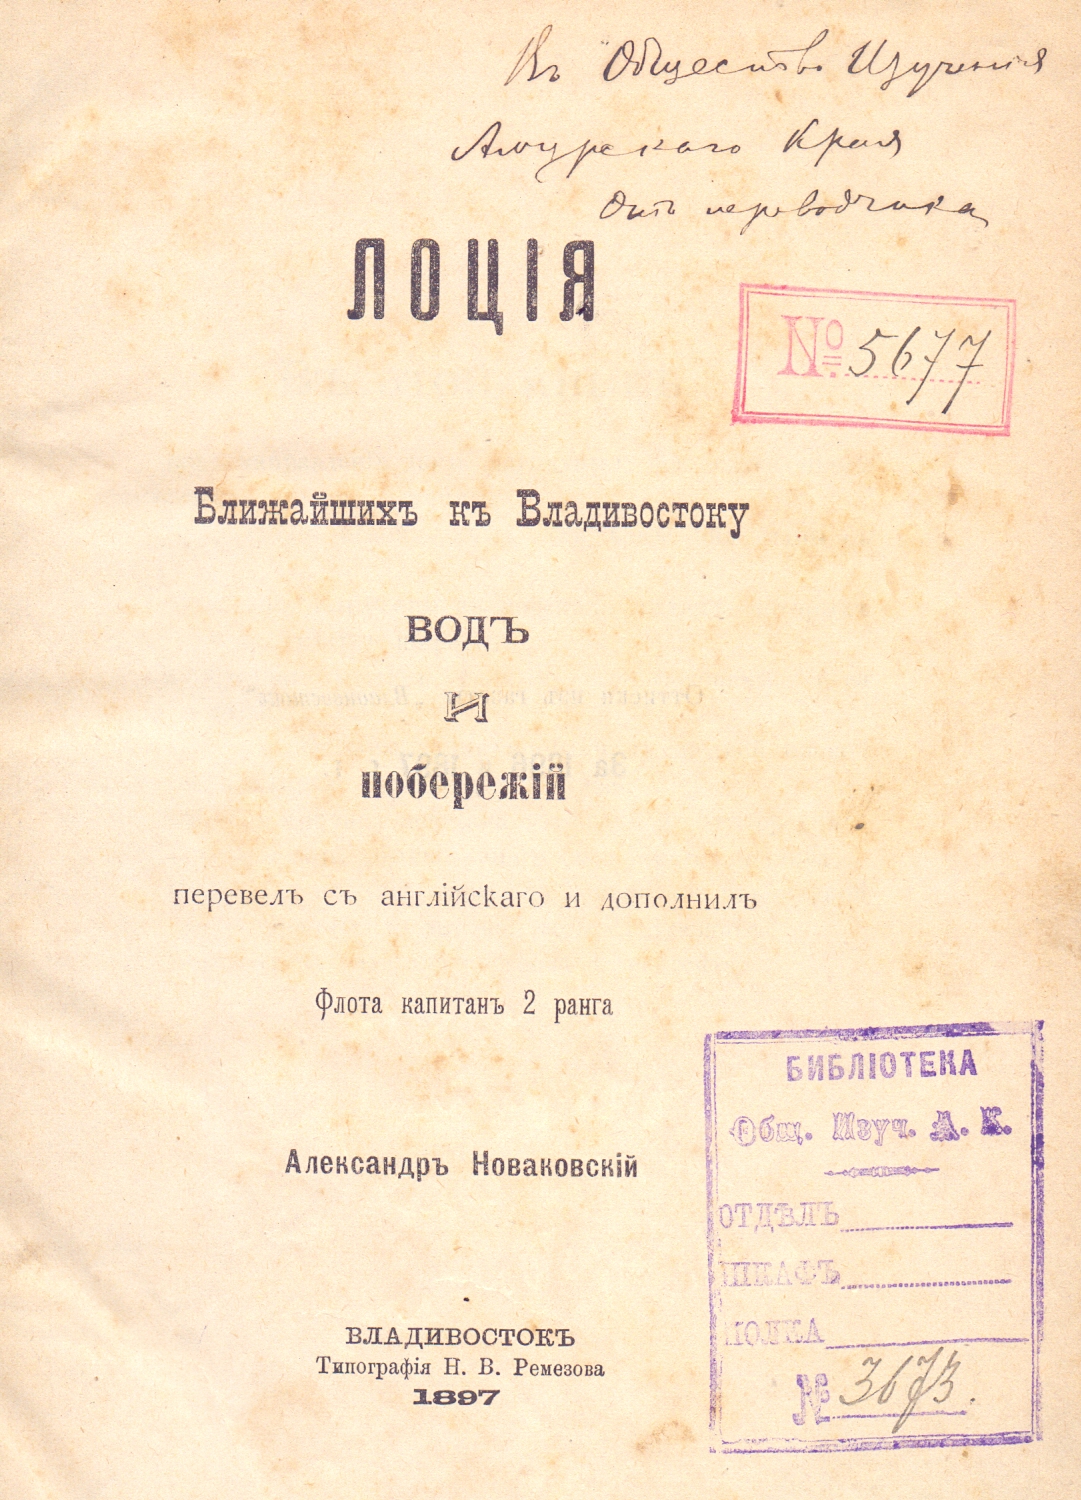 Въ Общество Изученія
Амурскаго Края
Отъ переводчика
ЛОЦІЯ
№ 5677
Ближайшихъ къ Владивостоку
ВОДЪ
И
побережій
перевелъ съ англійскаго и дополнилъ
Флота капитанъ 2 ранга
Александръ Новаковскій
ВЛАДИВОСТОКЪ
Типографія Н. В. Ремезова
1897
БИБЛІОТЕКА
Общ. Изуч. А. К.
ОТДѢЛЪ
ШКАФЪ
ПОЛКА
№ 3673.